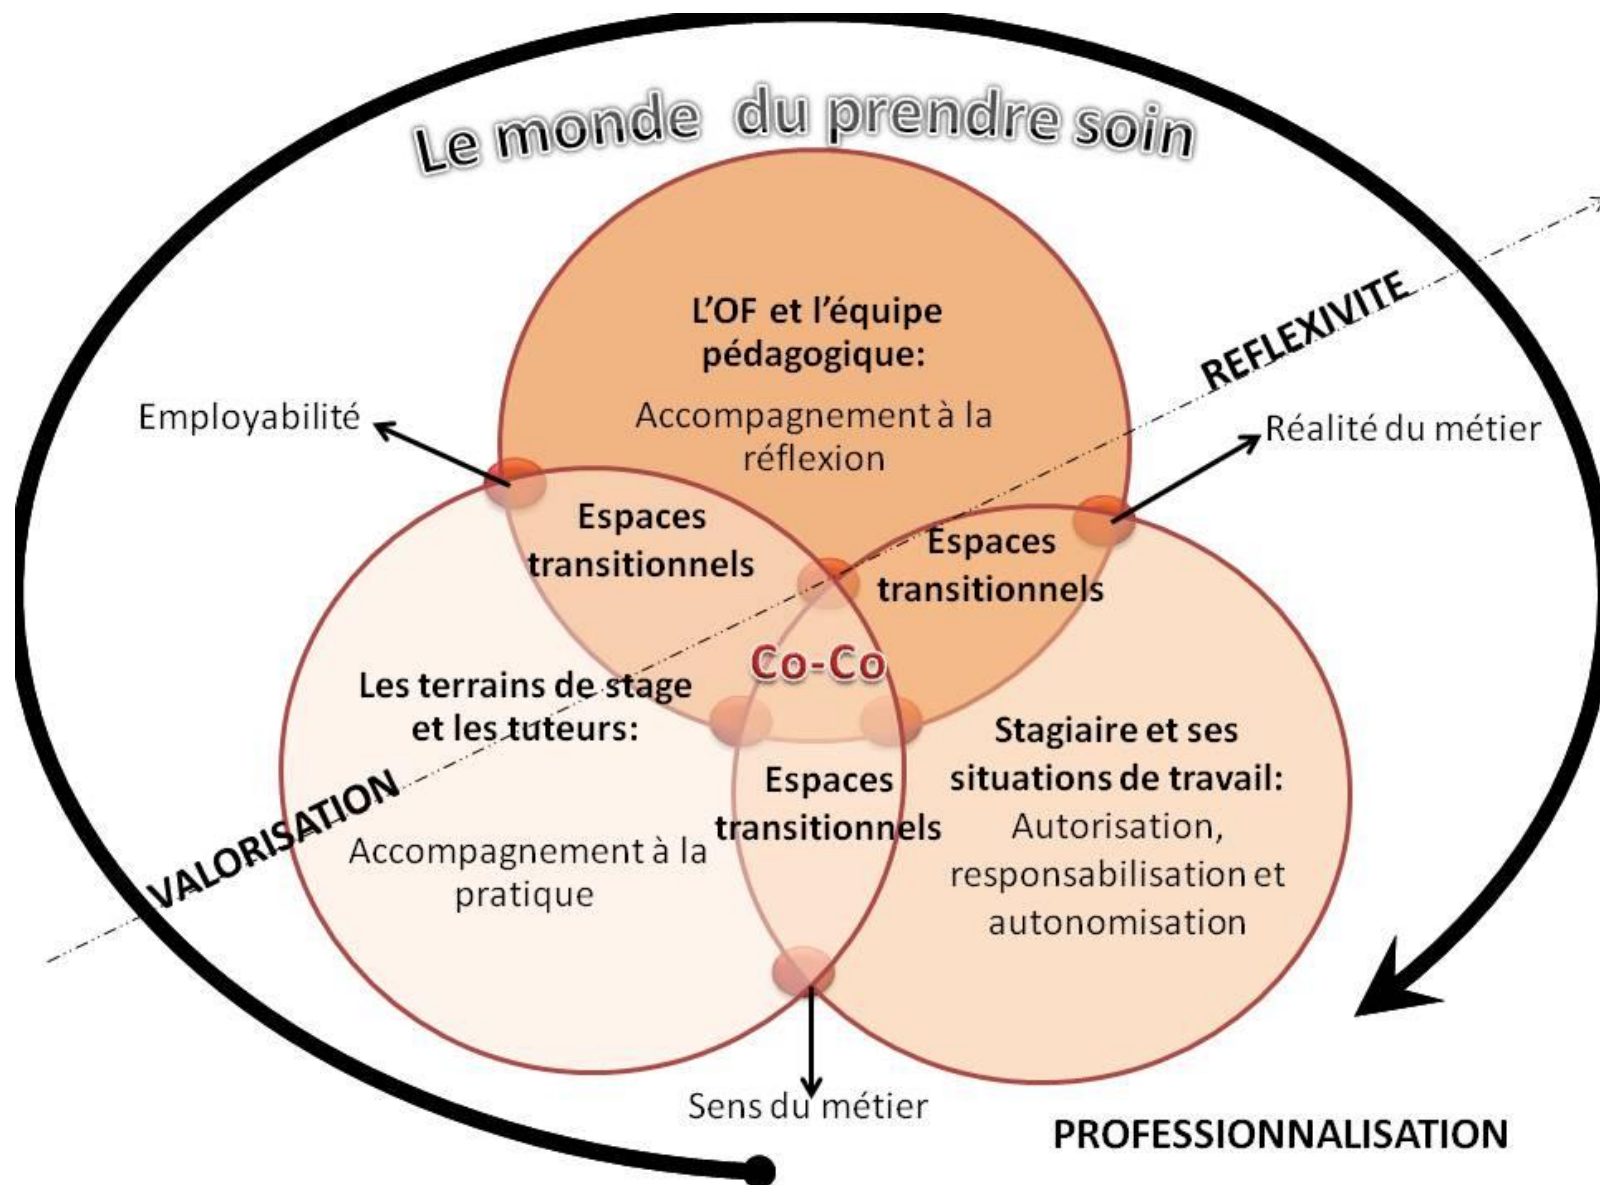 Le monde du prendre soin
L'OF et l'équipe
pédagogique:
Accompagnement à la
réflexion
REFLEXIVITE
Employabilité
Réalité du métier
Espaces
transitionnels
Espaces
transitionnels
Co-Co
Les terrains de stage
et les tuteurs:
Accompagnement à la
pratique
VALORISATION
Espaces
transitionnels
Stagiaire et ses
situations de travail:
Autorisation,
responsabilisation et
autonomisation
Sens du métier
PROFESSIONNALISATION